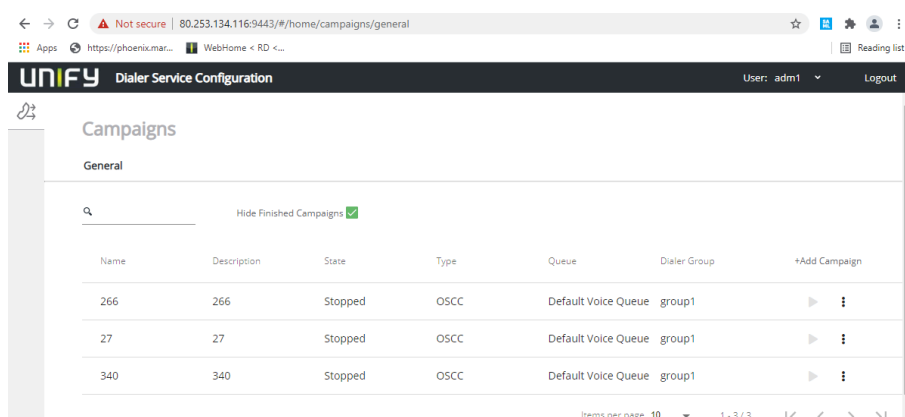 Not secure | 80.253.134.116:9443/#/home/campaigns/general
Apps https://phoenix.mar... WebHome < RD <... Reading list
UNIFY Dialer Service Configuration User: adm1 Logout
Campaigns
General
Hide Finished Campaigns
Name Description State Type Queue Dialer Group +Add Campaign
266 266 Stopped OSCC Default Voice Queue group1
27 27 Stopped OSCC Default Voice Queue group1
340 340 Stopped OSCC Default Voice Queue group1
Items per page 10 1 - 3 / 3